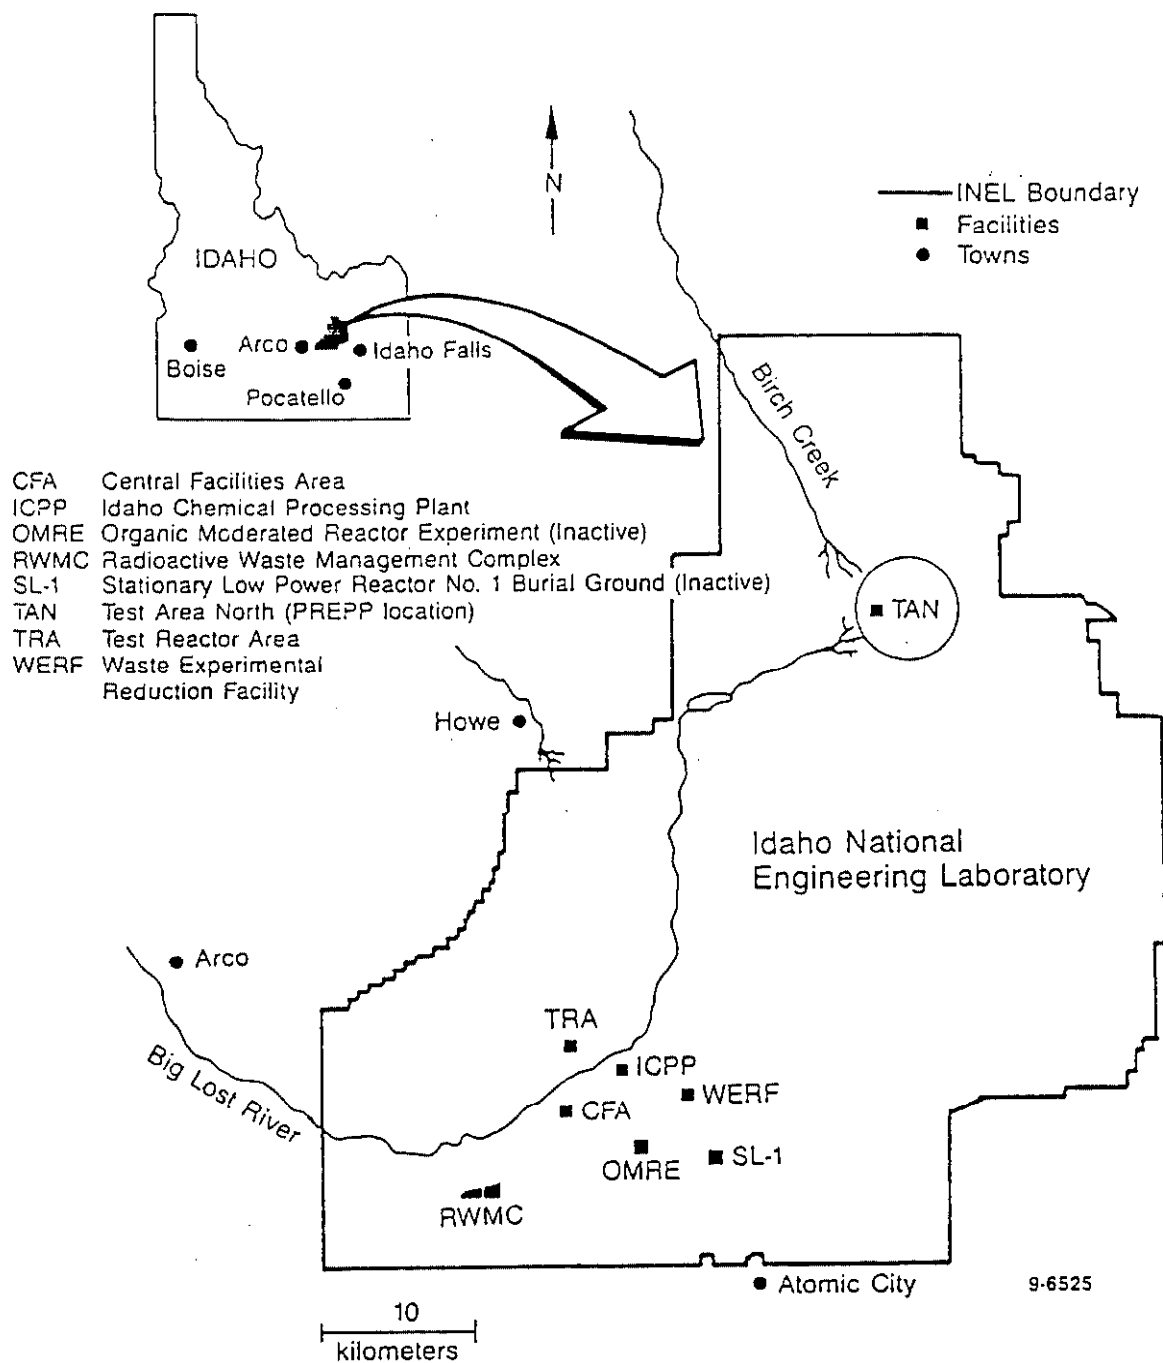 N
INEL Boundary
Facilities
Towns
IDAHO
Arco
Boise
Idaho Falls
Pocatello
Birch Creek
CFA Central Facilities Area
ICPP Idaho Chemical Processing Plant
OMRE Organic Moderated Reactor Experiment (Inactive)
RWMC Radioactive Waste Management Complex
SL-1 Stationary Low Power Reactor No. 1 Burial Ground (Inactive)
TAN Test Area North (PREPP location)
TRA Test Reactor Area
WERF Waste Experimental
Reduction Facility
TAN
Howe
Idaho National
Engineering Laboratory
Arco
Big Lost River
TRA
ICPP
WERF
CFA
OMRE
SL-1
RWMC
Atomic City
9-6525
10
kilometers